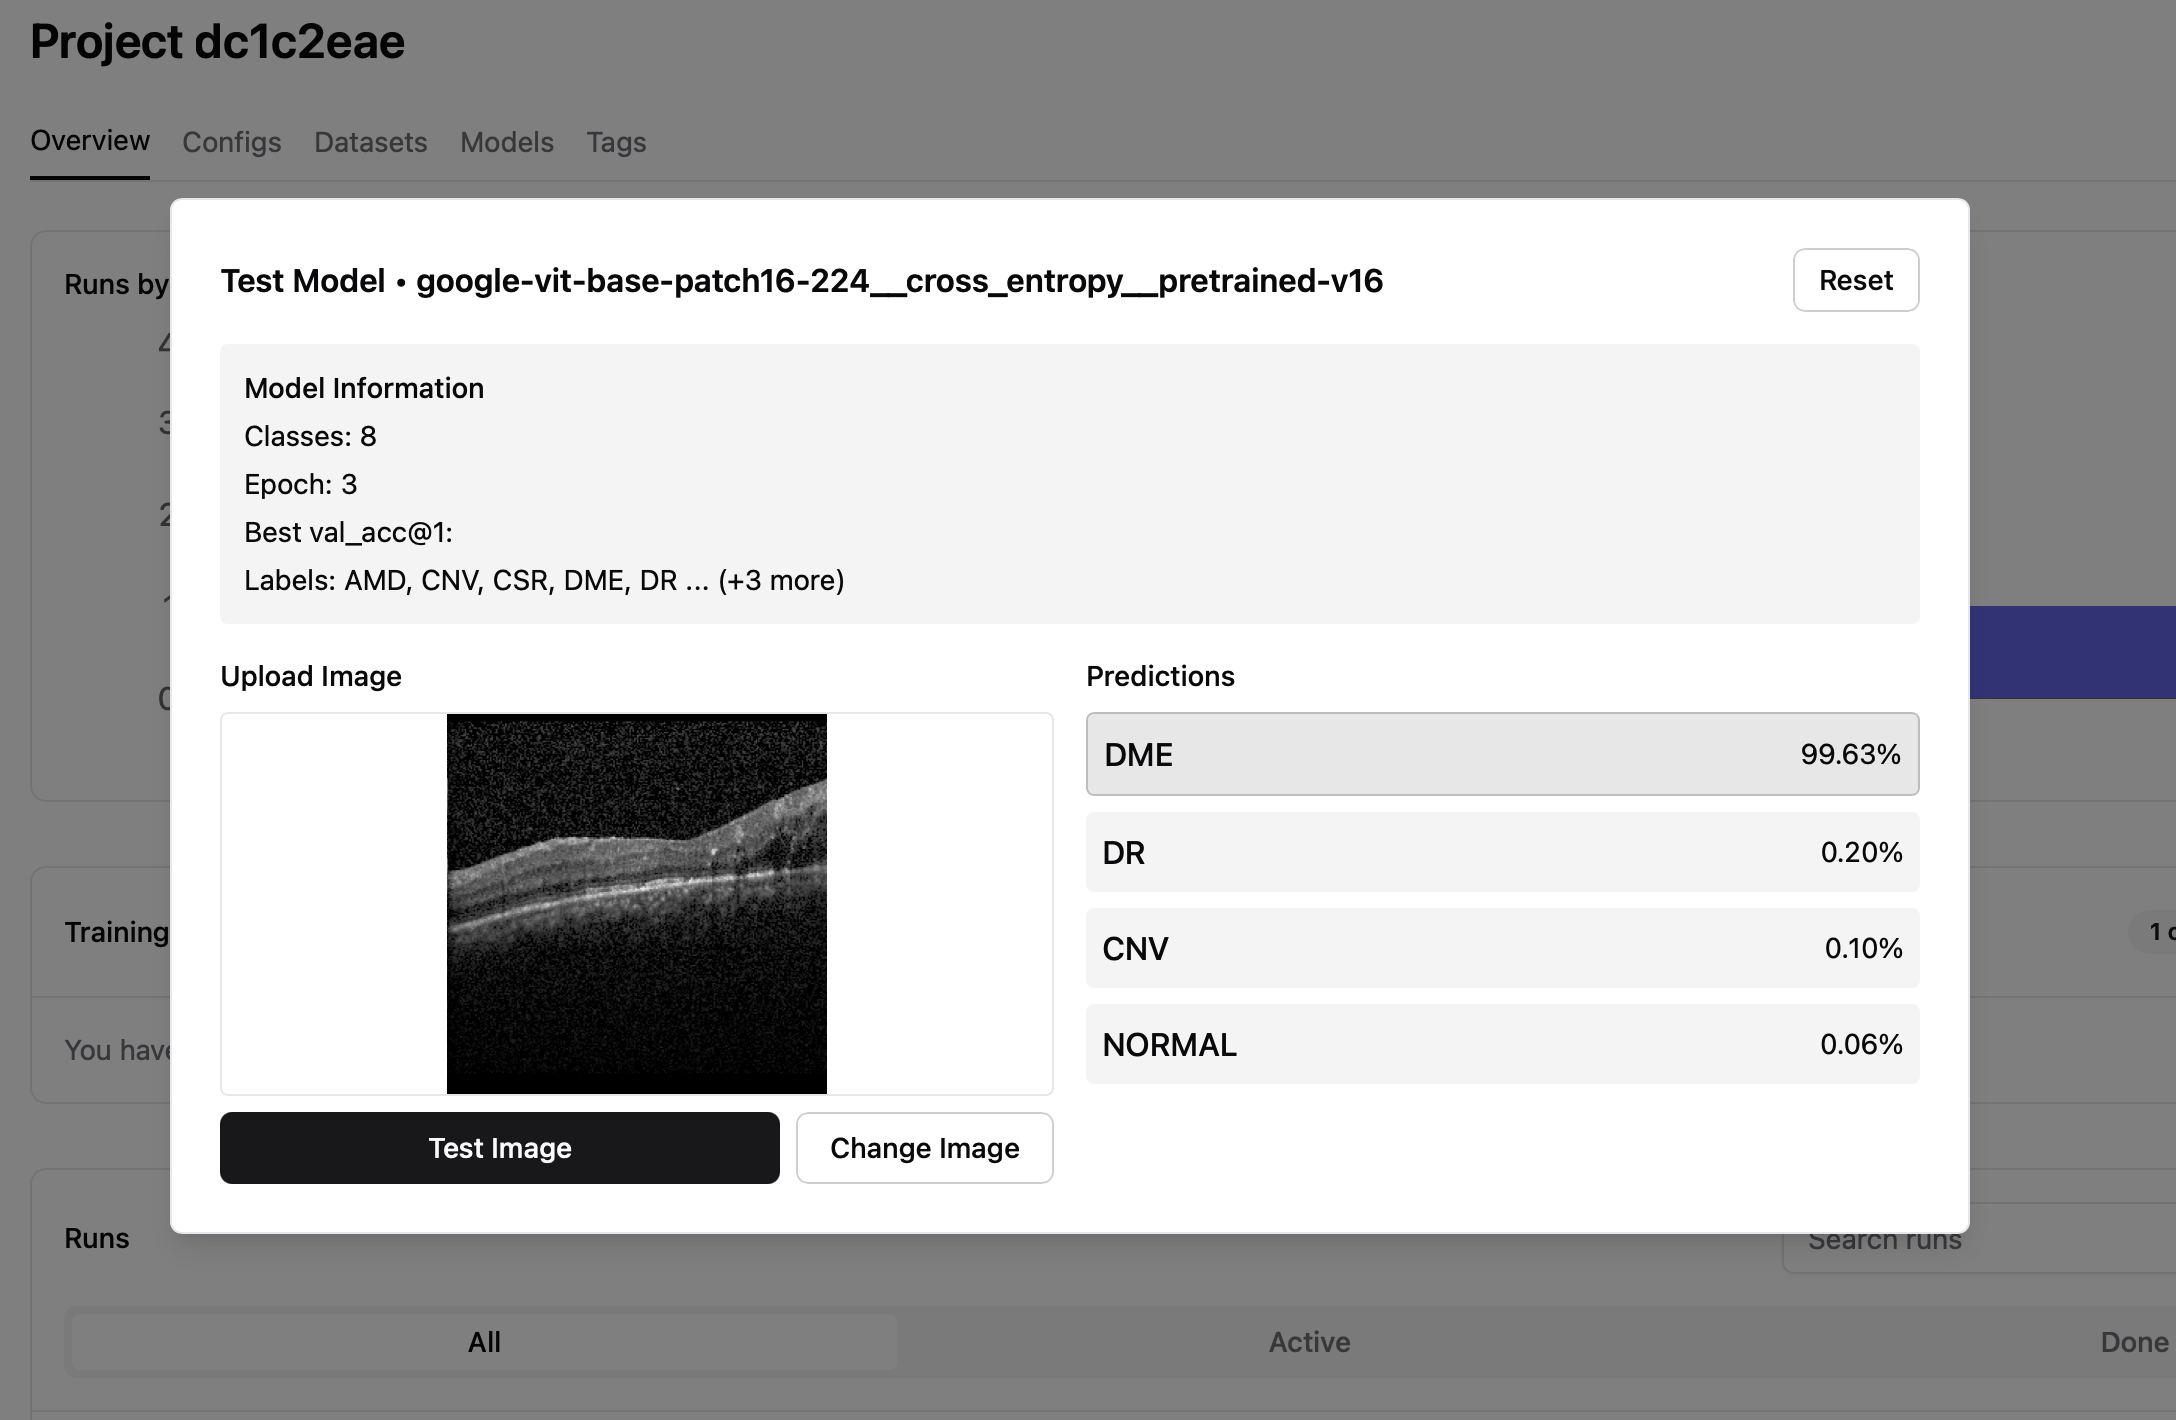 Project dc1c2eae
Overview Configs Datasets Models Tags
Runs by
4
3
2
1
0
Test Model • google-vit-base-patch16-224__cross_entropy__pretrained-v16
Reset
Model Information
Classes: 8
Epoch: 3
Best val_acc@1:
Labels: AMD, CNV, CSR, DME, DR ... (+3 more)
Upload Image
Predictions
DME 99.63%
DR 0.20%
CNV 0.10%
NORMAL 0.06%
Test Image
Change Image
Training
1
You have
Runs
Search runs
All Active Done